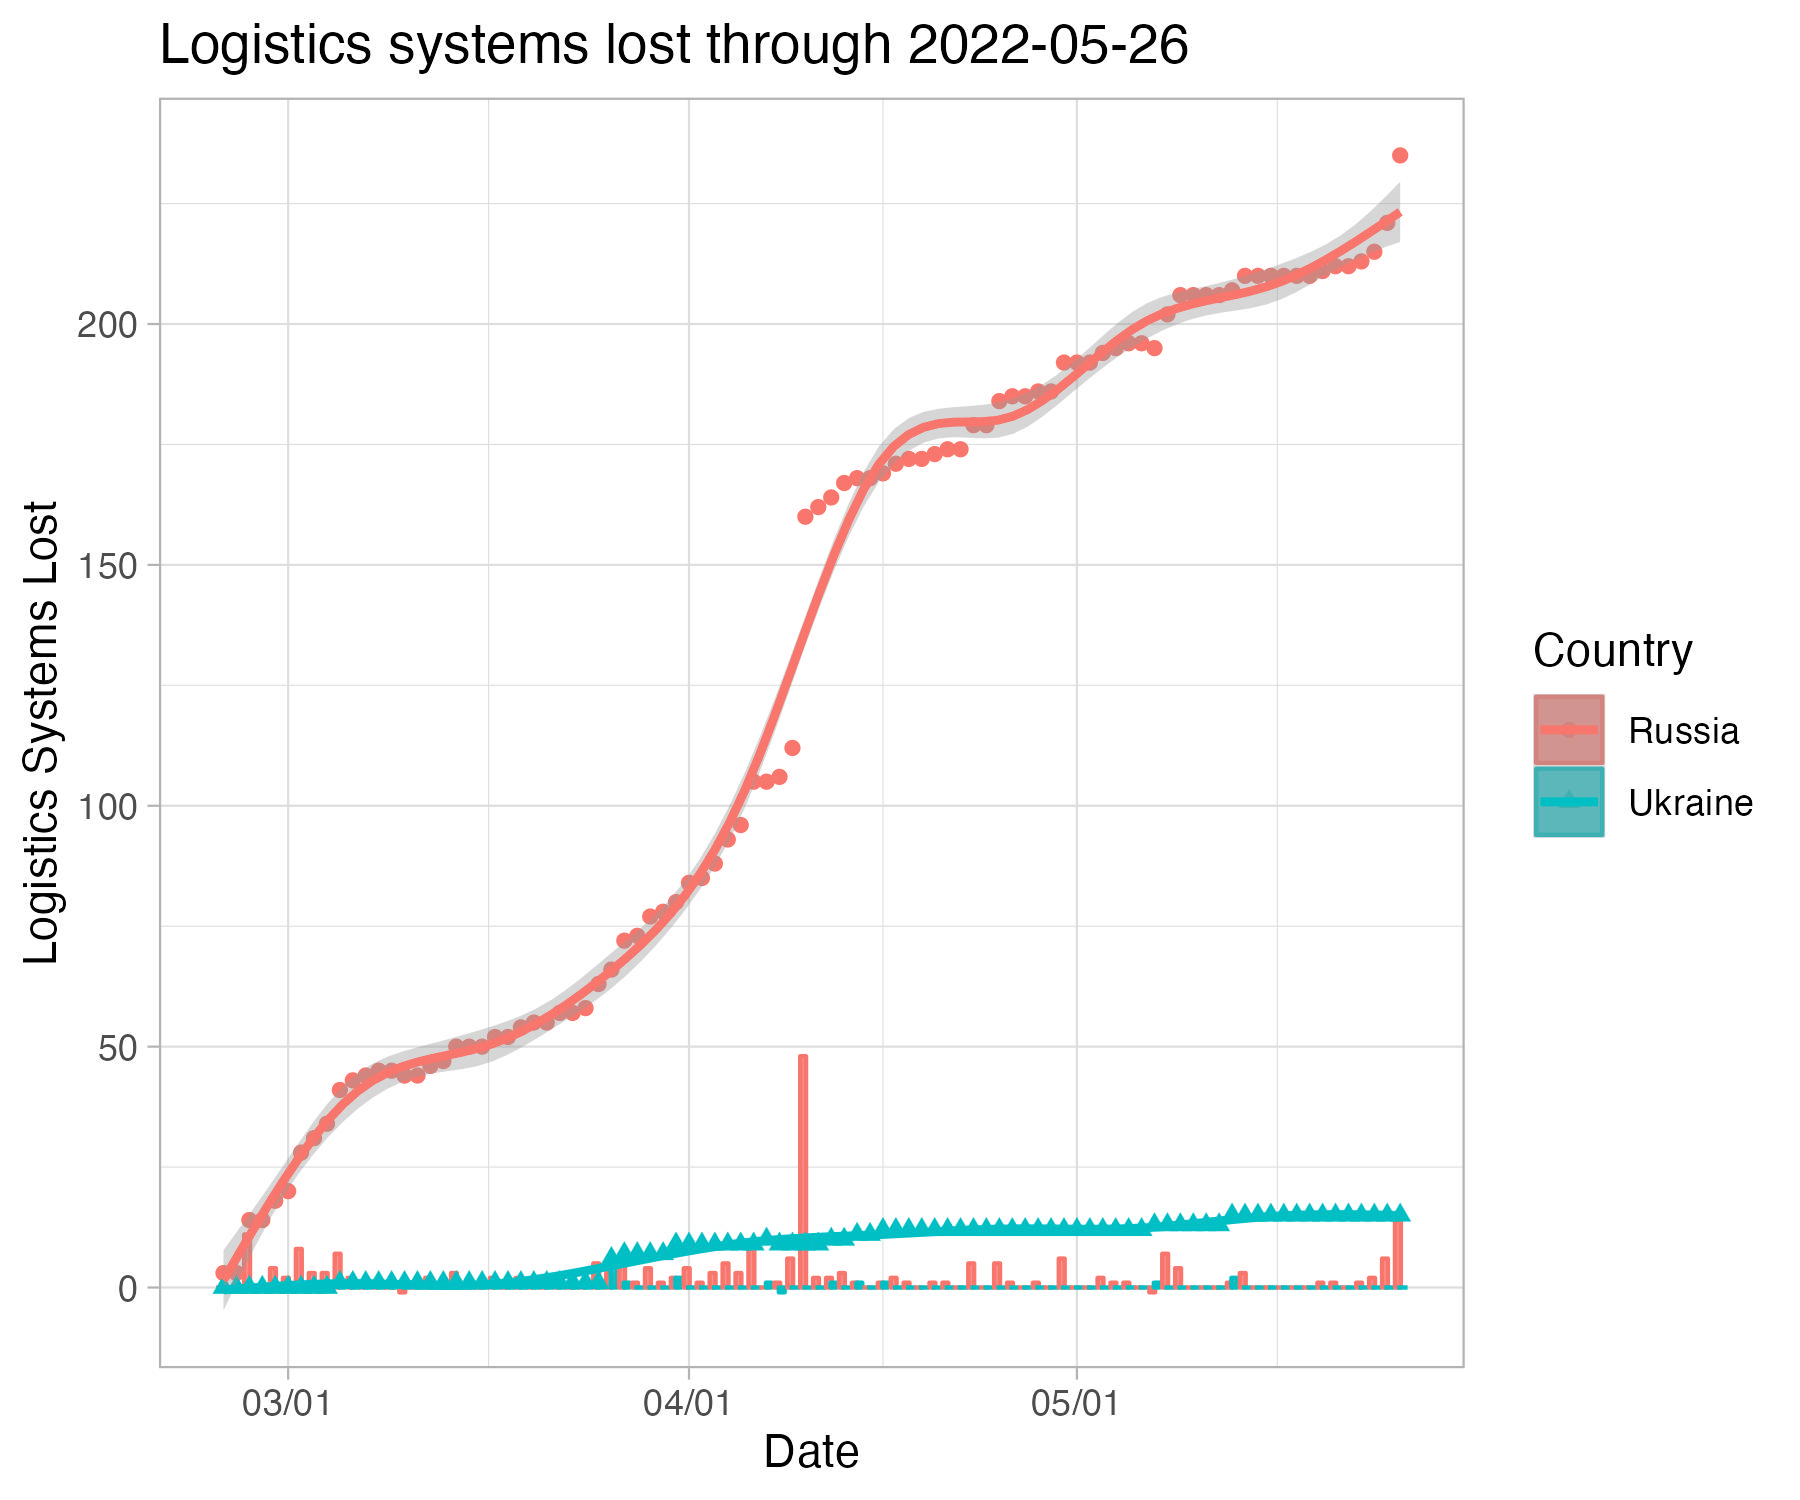 Logistics systems lost through 2022-05-26
Logistics Systems Lost
200
150
100
50
0
03/01
04/01
05/01
Date
Country
Russia
Ukraine